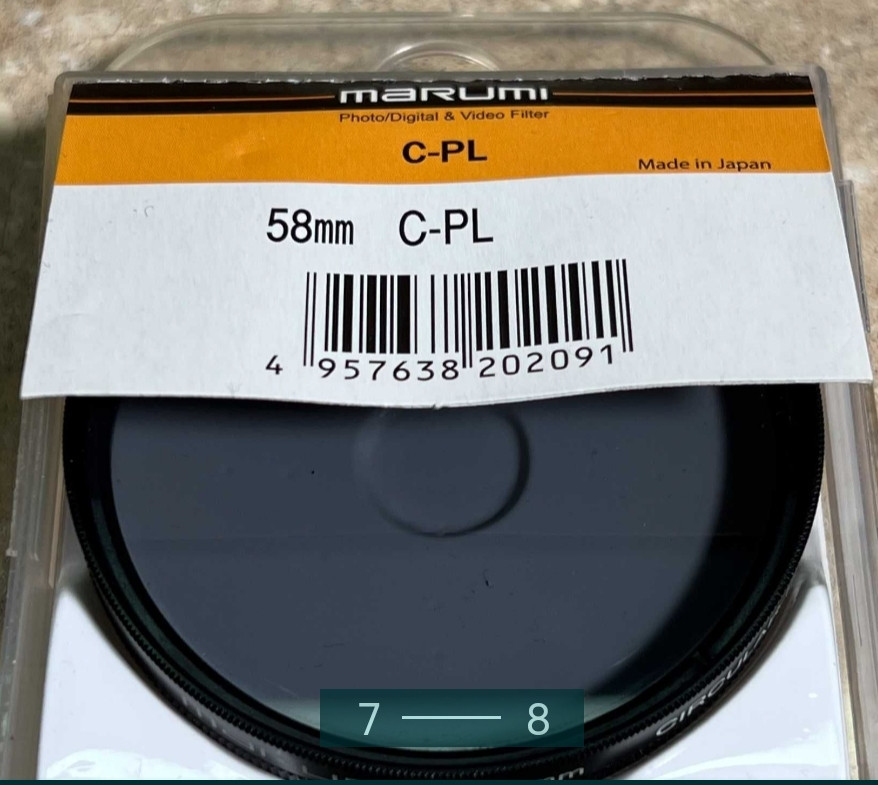 marumi
Photo/Digital & Video Filter
C-PL
Made in Japan
58mm C-PL
4 957638 202091
7 — 8